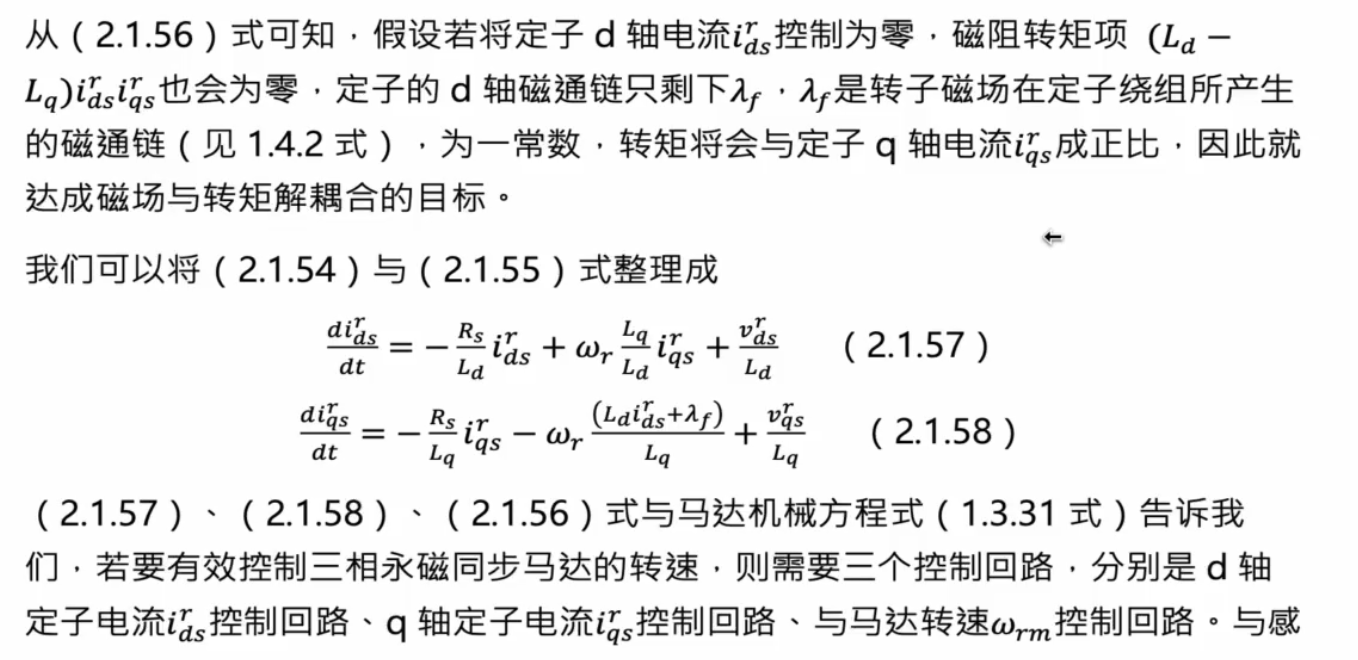 从（2.1.56）式可知，假设若将定子 d 轴电流$i_{ds}^{r}$控制为零，磁阻转矩项 $(L_d -$
$L_q)i_{ds}^{r}i_{qs}^{r}$也会为零，定子的 d 轴磁通链只剩下$\lambda_f$，$\lambda_f$是转子磁场在定子绕组所产生
的磁通链（见 1.4.2 式），为一常数，转矩将会与定子 q 轴电流$i_{qs}^{r}$成正比，因此就
达成磁场与转矩解耦合的目标。
我们可以将（2.1.54）与（2.1.55）式整理成
$\frac{di_{ds}^{r}}{dt} = -\frac{R_s}{L_d}i_{ds}^{r} + \omega_r\frac{L_q}{L_d}i_{qs}^{r} + \frac{v_{ds}^{r}}{L_d}$ （2.1.57）
$\frac{di_{qs}^{r}}{dt} = -\frac{R_s}{L_q}i_{qs}^{r} - \omega_r\frac{(L_d i_{ds}^{r}+\lambda_f)}{L_q} + \frac{v_{qs}^{r}}{L_q}$ （2.1.58）
（2.1.57）、（2.1.58）、（2.1.56）式与马达机械方程式（1.3.31 式）告诉我
们，若要有效控制三相永磁同步马达的转速，则需要三个控制回路，分别是 d 轴
定子电流$i_{ds}^{r}$控制回路、q 轴定子电流$i_{qs}^{r}$控制回路、与马达转速$\omega_{rm}$控制回路。与感